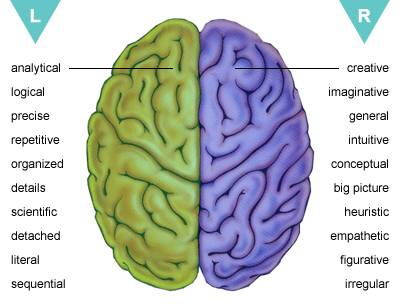 L
R
analytical
creative
logical
imaginative
precise
general
repetitive
intuitive
organized
conceptual
details
big picture
scientific
heuristic
detached
empathetic
literal
figurative
sequential
irregular